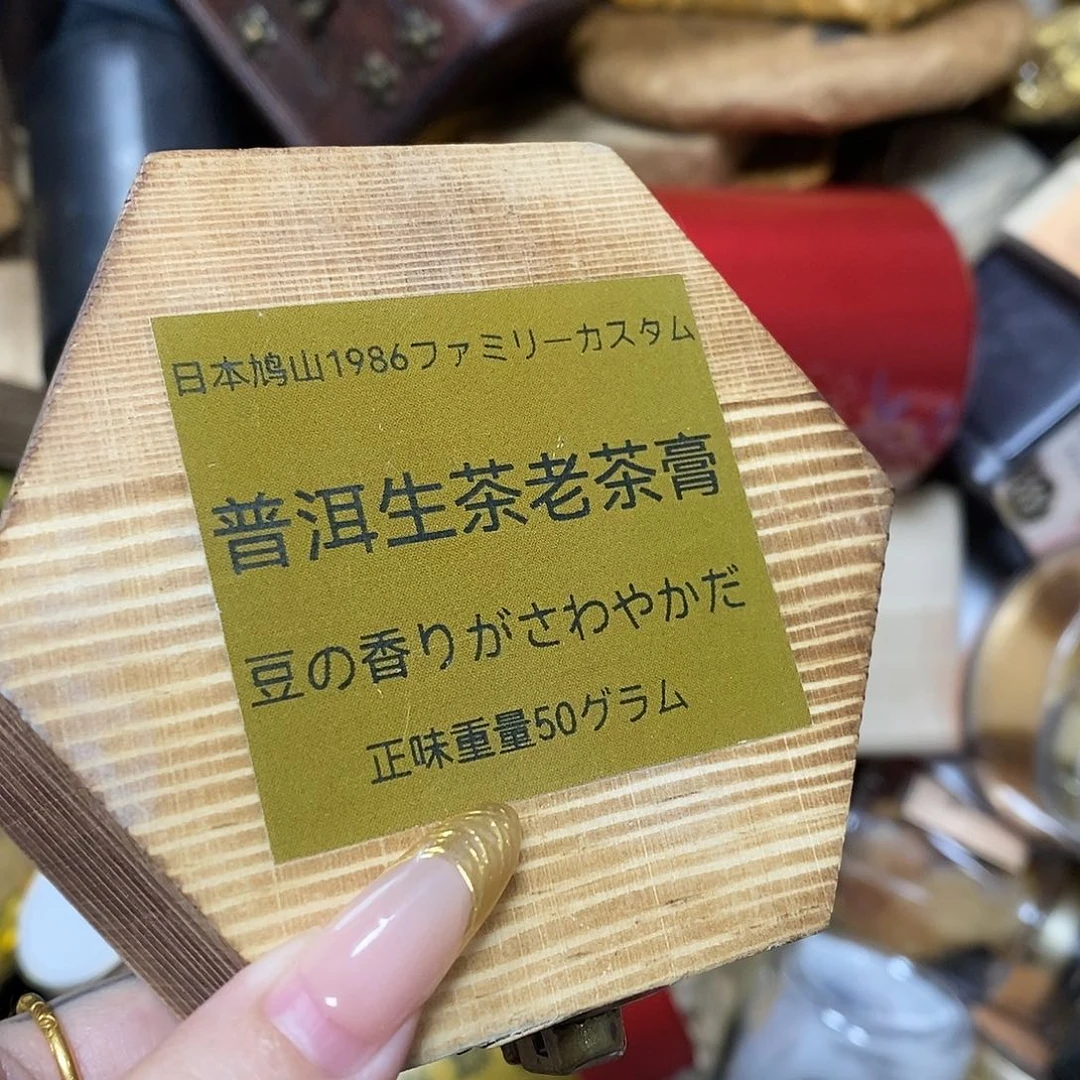 日本鳩山1986ファミリーカスタム
普洱生茶老茶膏
豆の香りがさわやかだ
正味重量50グラム